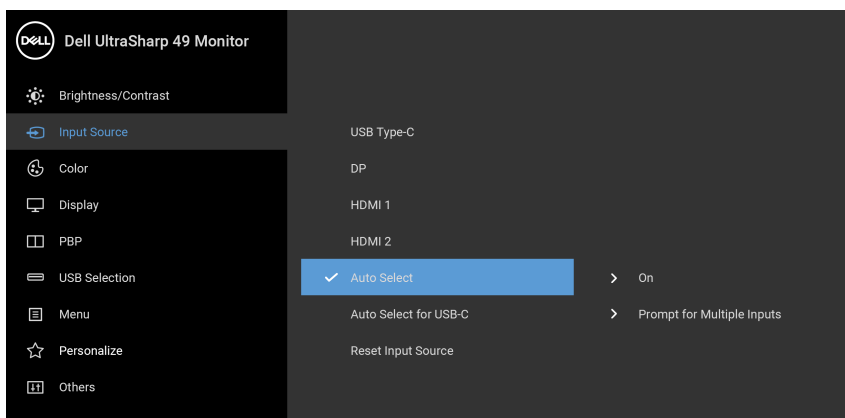 DELL Dell UltraSharp 49 Monitor
Brightness/Contrast
Input Source
Color
Display
PBP
USB Selection
Menu
Personalize
Others
USB Type-C
DP
HDMI 1
HDMI 2
Auto Select
On
Auto Select for USB-C
Prompt for Multiple Inputs
Reset Input Source